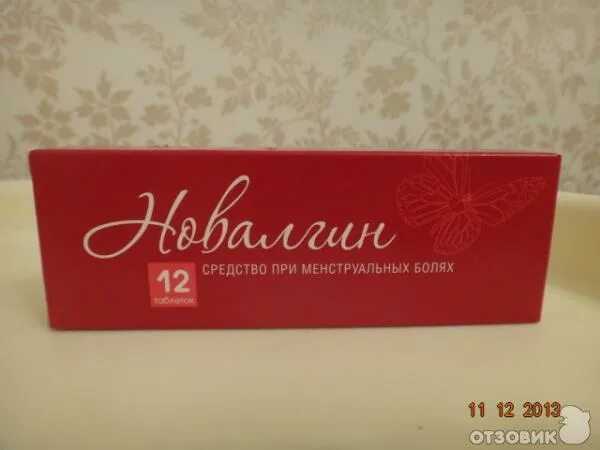 Новалгин
СРЕДСТВО ПРИ МЕНСТРУАЛЬНЫХ БОЛЯХ
12
таблеток
11 12 2013
ОТЗОВИК